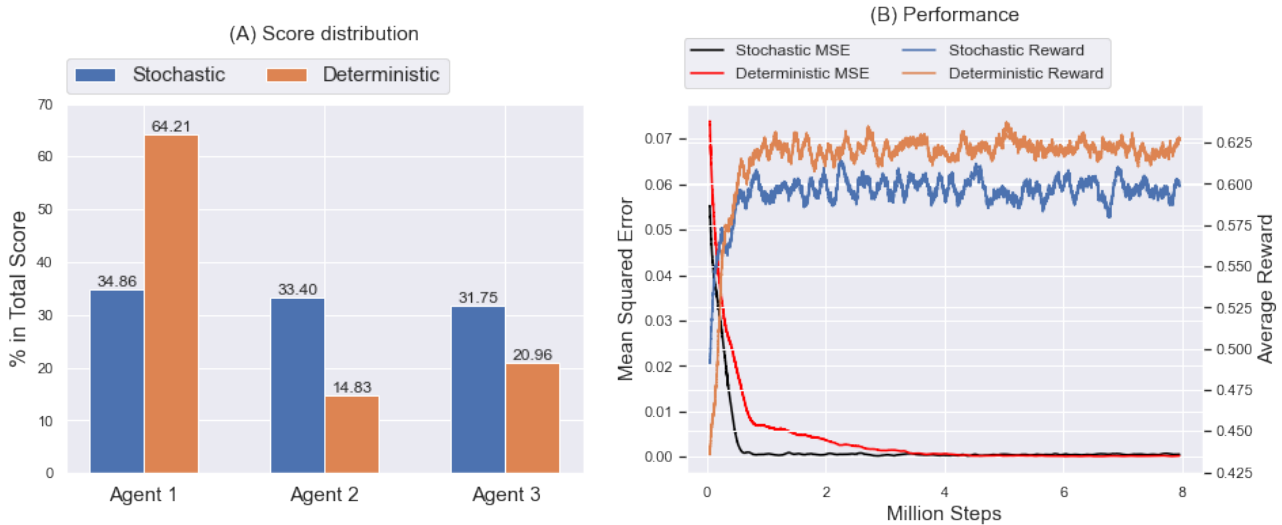 (A) Score distribution
Stochastic
Deterministic
% in Total Score
70
60
50
40
30
20
10
0
34.86
64.21
33.40
14.83
31.75
20.96
Agent 1
Agent 2
Agent 3
(B) Performance
Stochastic MSE
Deterministic MSE
Stochastic Reward
Deterministic Reward
Mean Squared Error
0.07
0.06
0.05
0.04
0.03
0.02
0.01
0.00
0.625
0.600
0.575
0.550
0.525
0.500
0.475
0.450
0.425
Average Reward
0
2
4
6
8
Million Steps